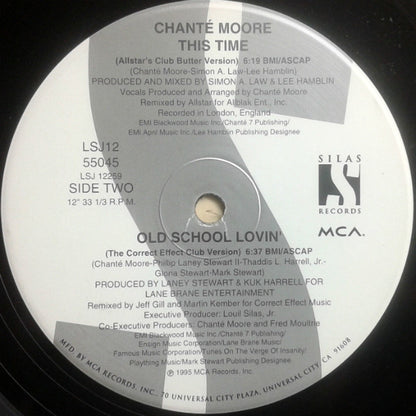 CHANTÉ MOORE
THIS TIME
(Allstar's Club Butter Version) 6:19 BMI/ASCAP
(Chanté Moore-Simon A. Law-Lee Hamblin)
PRODUCED AND MIXED BY SIMON A. LAW & LEE HAMBLIN
Vocals Produced and Arranged by Chanté Moore
Remixed by Allstar for Allblak Ent., Inc.
Recorded in London, England
EMI Blackwood Music Inc./Chanté 7 Publishing/
EMI April Music Inc./Lee Hamblin Publishing Designee
LSJ12
55045
LSJ 12259
SIDE TWO
12" 33 1/3 R.P.M.
S
SILAS
RECORDS
MCA.
OLD SCHOOL LOVIN'
(The Correct Effect Club Version) 6:37 BMI/ASCAP
(Chanté Moore-Phillip Laney Stewart II-Thaddis L. Harrell, Jr.-
Gloria Stewart-Mark Stewart)
PRODUCED BY LANEY STEWART & KUK HARRELL FOR
LANE BRANE ENTERTAINMENT
Remixed by Jeff Gill and Martin Kember for Correct Effect Music
Executive Producer: Louil Silas, Jr.
Co-Executive Producers: Chanté Moore and Fred Moultrie
EMI Blackwood Music Inc./Chanté 7 Publishing/
Ensign Music Corporation/Lane Brane Music/
Famous Music Corporation/Tunes On The Verge Of Insanity/
Plaything Music/Mark Stewart Publishing Designee
℗ 1995 MCA Records, Inc.
MFD. BY MCA RECORDS, INC., 70 UNIVERSAL CITY PLAZA, UNIVERSAL CITY, CA. 91608